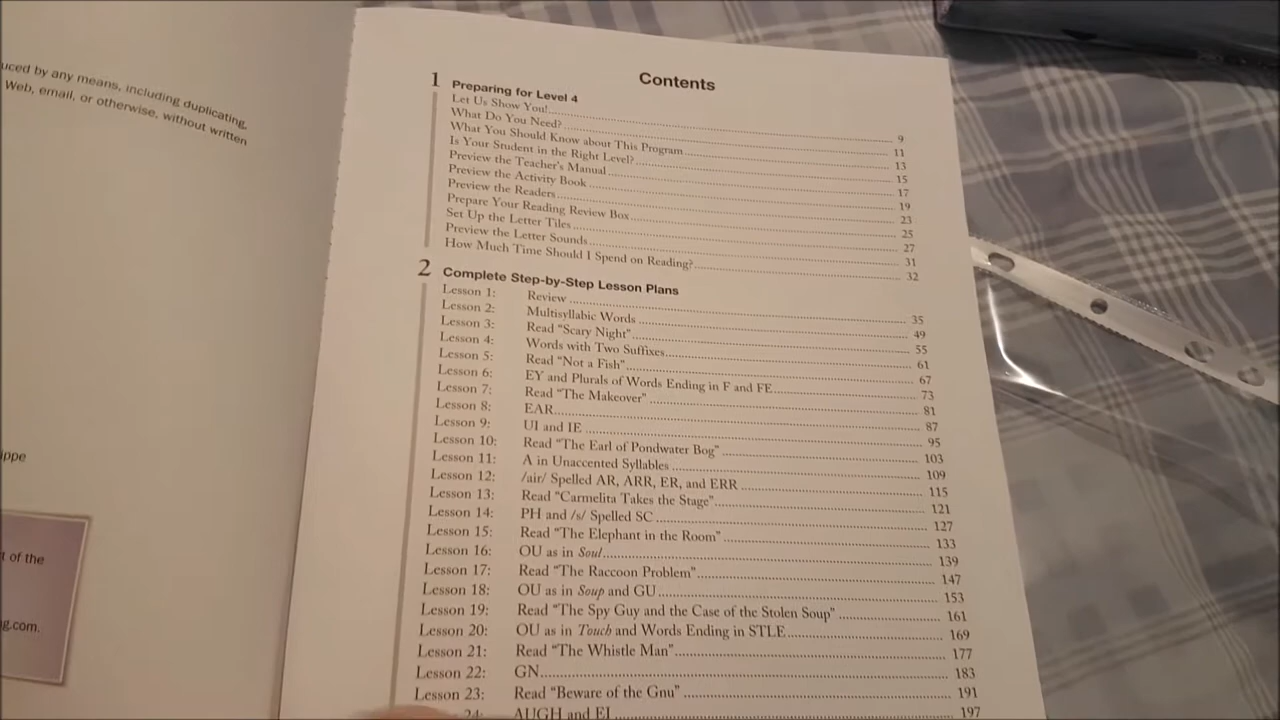 uced by any means, including duplicating,
Web, email, or otherwise, without written
ippe
t of the
g.com.
Contents
1 Preparing for Level 4
Let Us Show You! 9
What Do You Need? 11
What You Should Know about This Program 13
Is Your Student in the Right Level? 15
Preview the Teacher's Manual 17
Preview the Activity Book 19
Preview the Readers 23
Prepare Your Reading Review Box 25
Set Up the Letter Tiles 27
Preview the Letter Sounds 31
How Much Time Should I Spend on Reading? 32
2 Complete Step-by-Step Lesson Plans
Lesson 1: Review 35
Lesson 2: Multisyllabic Words 49
Lesson 3: Read "Scary Night" 55
Lesson 4: Words with Two Suffixes 61
Lesson 5: Read "Not a Fish" 67
Lesson 6: EY and Plurals of Words Ending in F and FE 73
Lesson 7: Read "The Makeover" 81
Lesson 8: EAR 87
Lesson 9: UI and IE 95
Lesson 10: Read "The Earl of Pondwater Bog" 103
Lesson 11: A in Unaccented Syllables 109
Lesson 12: /air/ Spelled AR, ARR, ER, and ERR 115
Lesson 13: Read "Carmelita Takes the Stage" 121
Lesson 14: PH and /s/ Spelled SC 127
Lesson 15: Read "The Elephant in the Room" 133
Lesson 16: OU as in Soul 139
Lesson 17: Read "The Raccoon Problem" 147
Lesson 18: OU as in Soup and GU 153
Lesson 19: Read "The Spy Guy and the Case of the Stolen Soup" 161
Lesson 20: OU as in Touch and Words Ending in STLE 169
Lesson 21: Read "The Whistle Man" 177
Lesson 22: GN 183
Lesson 23: Read "Beware of the Gnu" 191
24: AUGH and EI 197